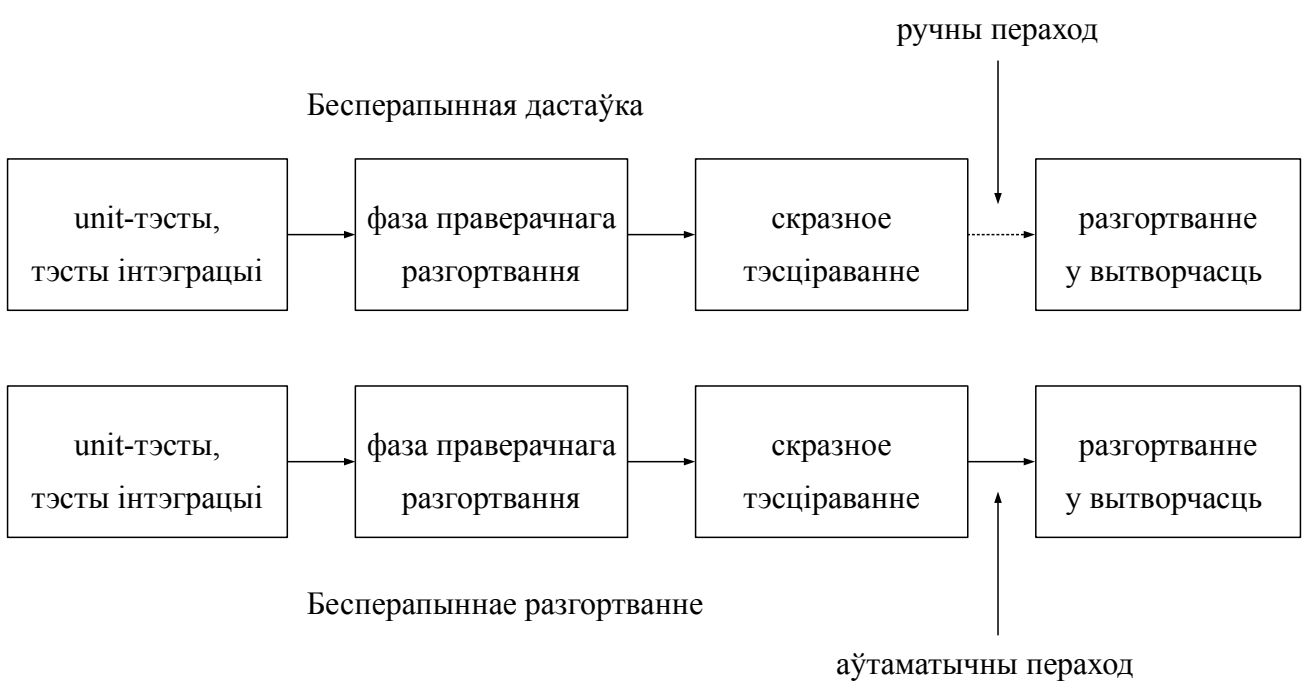 ручны пераход
Бесперапынная дастаўка
unit-тэсты,
тэсты інтэграцыі
фаза праверачнага
разгортвання
скразное
тэсціраванне
разгортванне
у вытворчасць
unit-тэсты,
тэсты інтэграцыі
фаза праверачнага
разгортвання
скразное
тэсціраванне
разгортванне
у вытворчасць
Бесперапыннае разгортванне
аўтаматычны пераход